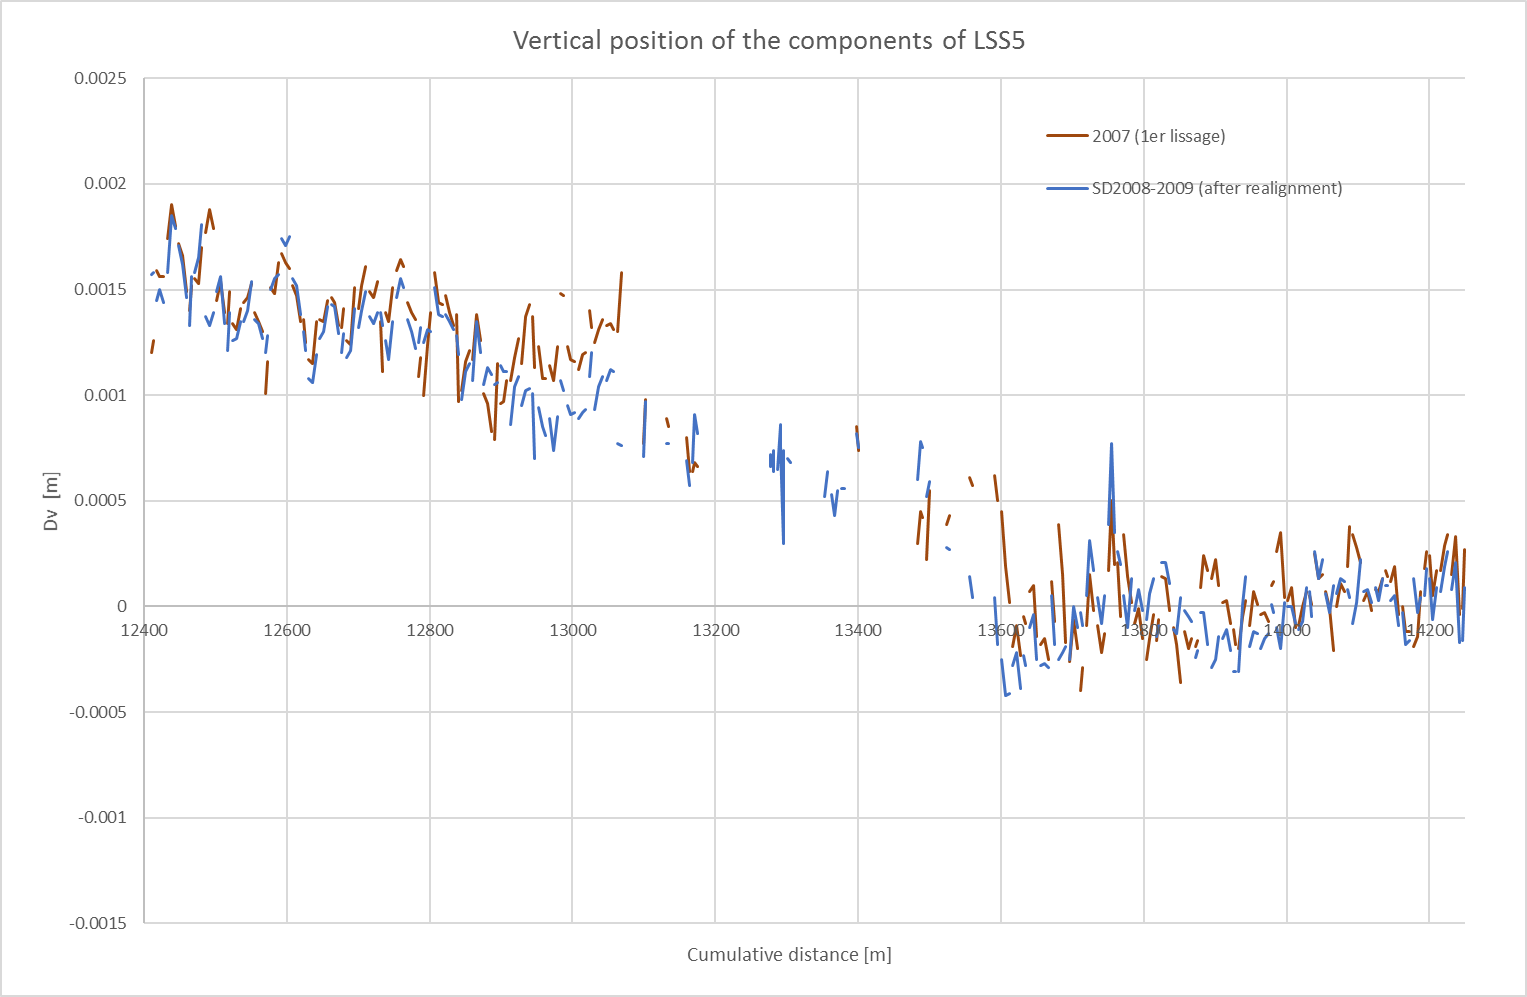 Vertical position of the components of LSS5
0.0025
2007 (1er lissage)
0.002
SD2008-2009 (after realignment)
0.0015
0.001
Dv [m]
0.0005
0
12400 12600 12800 13000 13200 13400 13600 13800 14000 14200
-0.0005
-0.001
-0.0015
Cumulative distance [m]